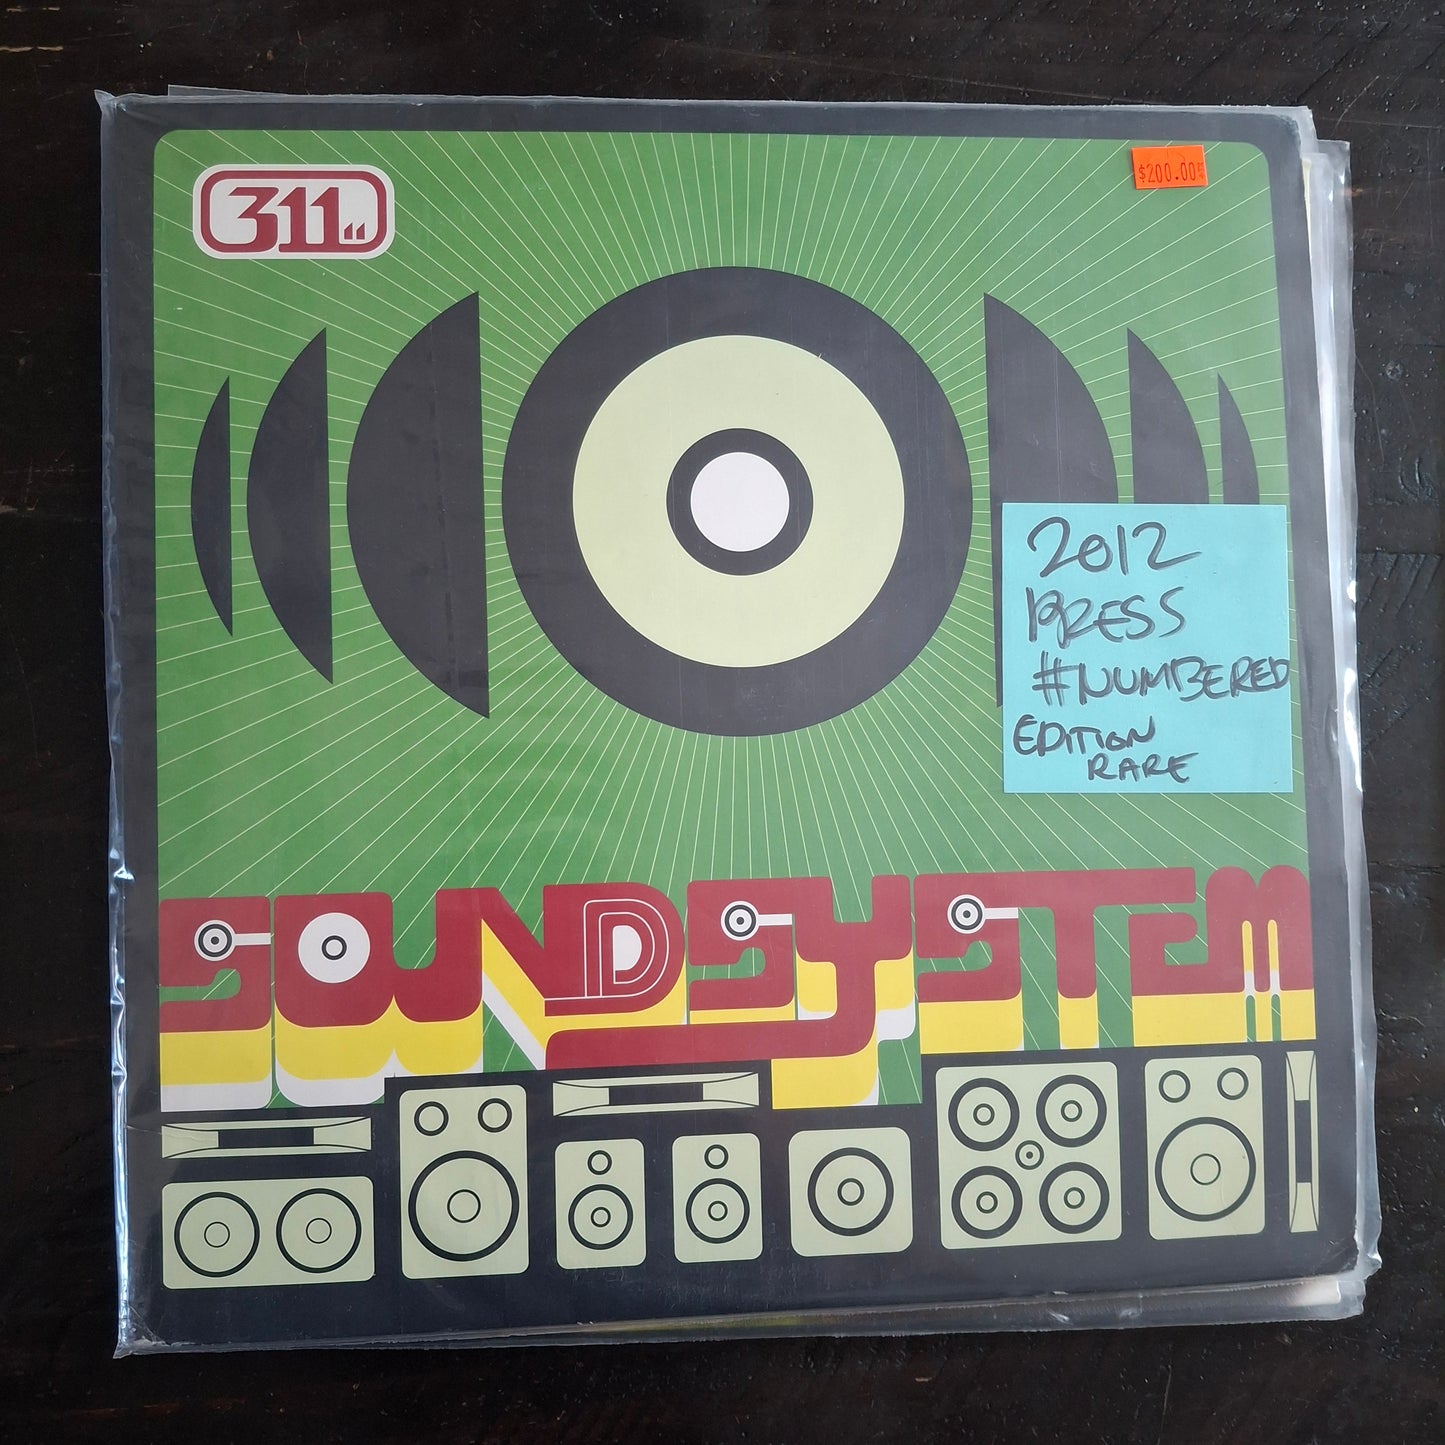 311
$200.00
2012
PRESS
#NUMBERED
EDITION
RARE
SOUNDSYSTEM